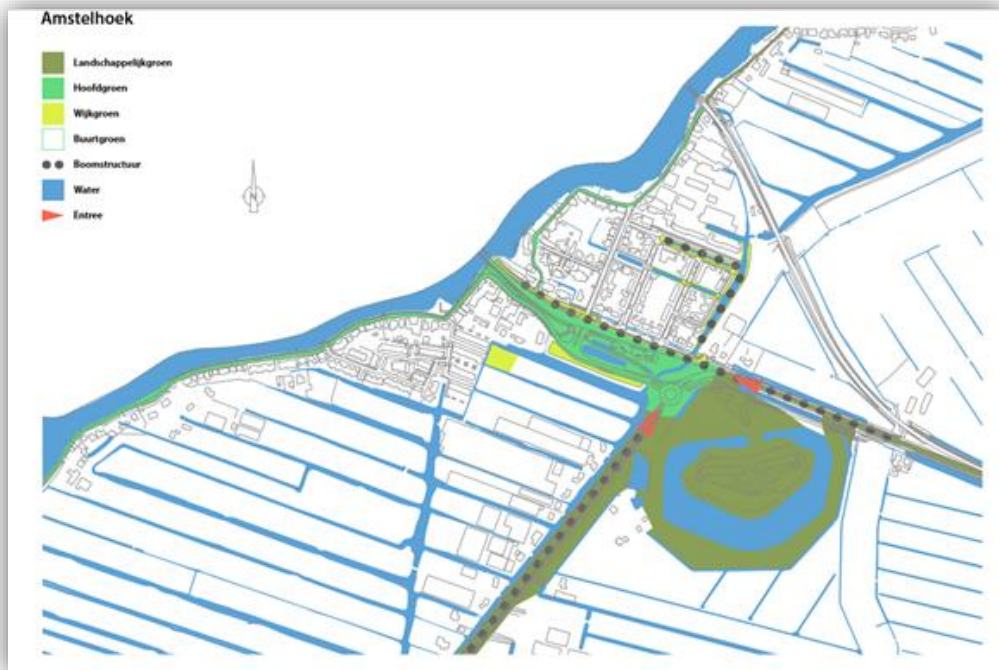 Amstelhoek
Landschappelijkgroen
Hoofdgroen
Wijkgroen
Buurtgroen
Boomstructuur
Water
Entree
N